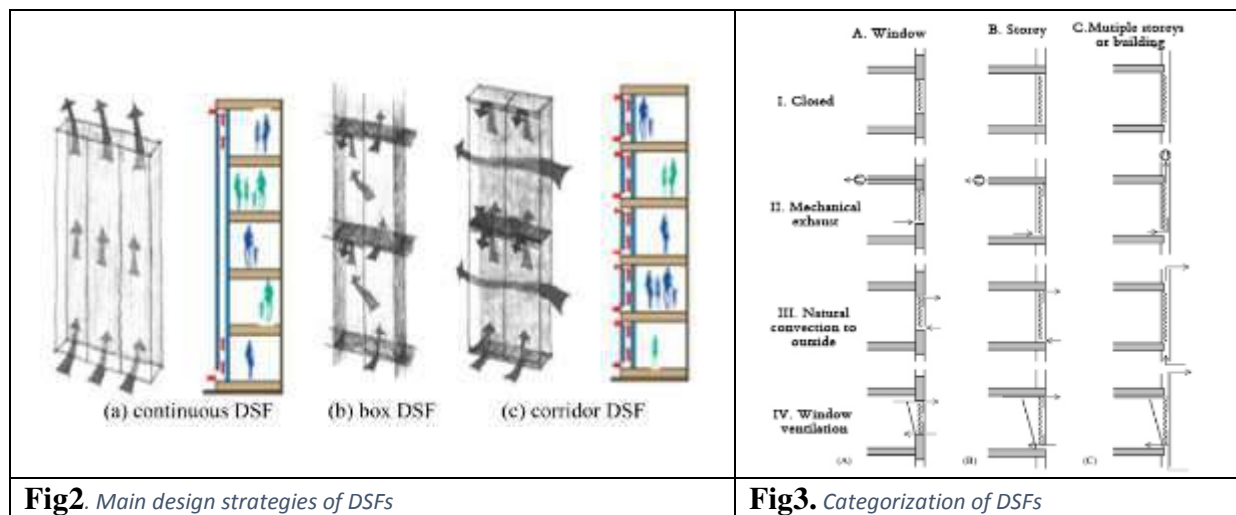 (a) continuous DSF
(b) box DSF
(c) corridor DSF
Fig2. Main design strategies of DSFs
A. Window
B. Storey
C.Mutiple storeys
or building
I. Closed
II. Mechanical
exhaust
III. Natural
convection to
outside
IV. Window
ventilation
(A)
(B)
(C)
Fig3. Categorization of DSFs